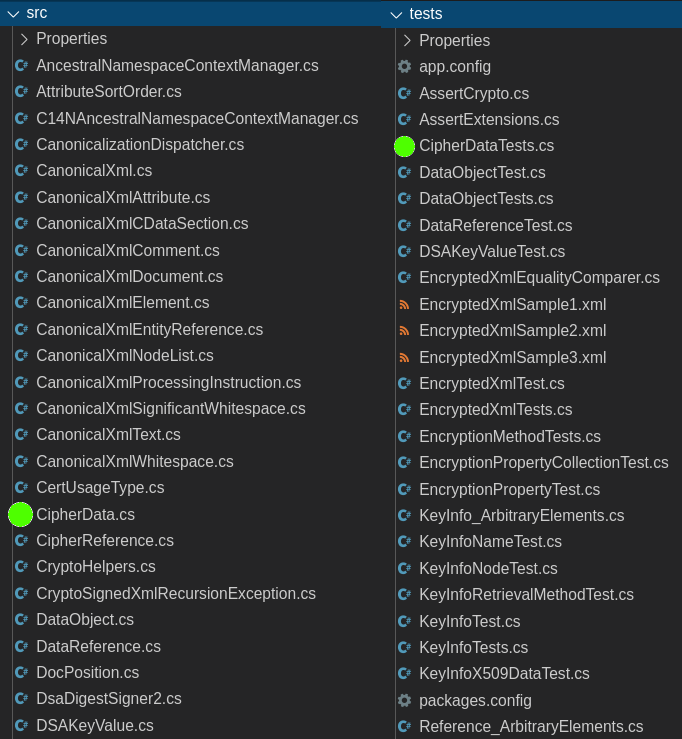 src
Properties
AncestralNamespaceContextManager.cs
AttributeSortOrder.cs
C14NAncestralNamespaceContextManager.cs
CanonicalizationDispatcher.cs
CanonicalXml.cs
CanonicalXmlAttribute.cs
CanonicalXmlCDataSection.cs
CanonicalXmlComment.cs
CanonicalXmlDocument.cs
CanonicalXmlElement.cs
CanonicalXmlEntityReference.cs
CanonicalXmlNodeList.cs
CanonicalXmlProcessingInstruction.cs
CanonicalXmlSignificantWhitespace.cs
CanonicalXmlText.cs
CanonicalXmlWhitespace.cs
CertUsageType.cs
CipherData.cs
CipherReference.cs
CryptoHelpers.cs
CryptoSignedXmlRecursionException.cs
DataObject.cs
DataReference.cs
DocPosition.cs
DsaDigestSigner2.cs
DSAKeyValue.cs
tests
Properties
app.config
AssertCrypto.cs
AssertExtensions.cs
CipherDataTests.cs
DataObjectTest.cs
DataObjectTests.cs
DataReferenceTest.cs
DSAKeyValueTest.cs
EncryptedXmlEqualityComparer.cs
EncryptedXmlSample1.xml
EncryptedXmlSample2.xml
EncryptedXmlSample3.xml
EncryptedXmlTest.cs
EncryptedXmlTests.cs
EncryptionMethodTests.cs
EncryptionPropertyCollectionTest.cs
EncryptionPropertyTest.cs
KeyInfo_ArbitraryElements.cs
KeyInfoNameTest.cs
KeyInfoNodeTest.cs
KeyInfoRetrievalMethodTest.cs
KeyInfoTest.cs
KeyInfoTests.cs
KeyInfoX509DataTest.cs
packages.config
Reference_ArbitraryElements.cs